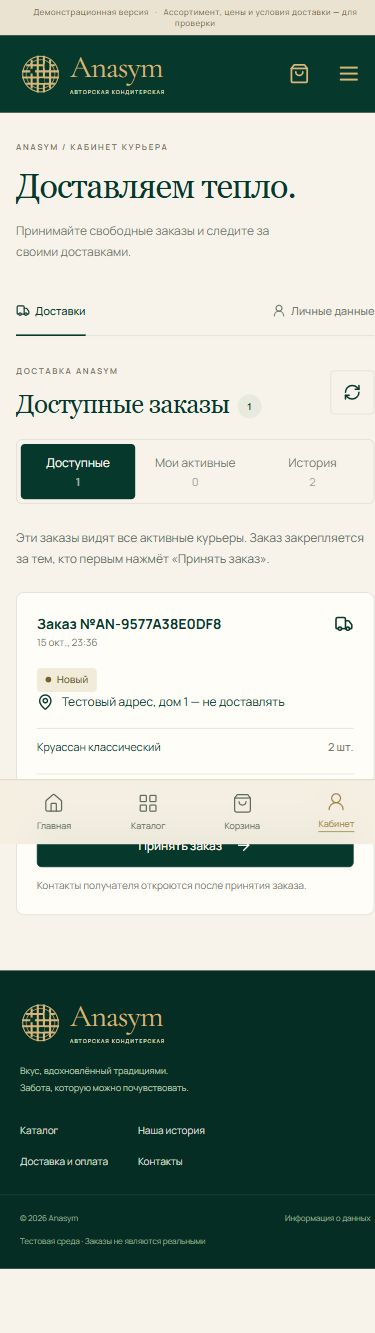 Демонстрационная версия · Ассортимент, цены и условия доставки — для
проверки
Anasym
АВТОРСКАЯ КОНДИТЕРСКАЯ
ANASYM / КАБИНЕТ КУРЬЕРА
Доставляем тепло.
Принимайте свободные заказы и следите за
своими доставками.
Доставки
Личные данные
ДОСТАВКА ANASYM
Доступные заказы 1
Доступные
1
Мои активные
0
История
2
Эти заказы видят все активные курьеры. Заказ закрепляется
за тем, кто первым нажмёт «Принять заказ».
Заказ №AN-9577A38E0DF8
15 окт., 23:36
Новый
Тестовый адрес, дом 1 — не доставлять
Круассан классический 2 шт.
Главная
Каталог
Корзина
Кабинет
Принять заказ →
Контакты получателя откроются после принятия заказа.
Anasym
АВТОРСКАЯ КОНДИТЕРСКАЯ
Вкус, вдохновлённый традициями.
Забота, которую можно почувствовать.
Каталог
Наша история
Доставка и оплата
Контакты
© 2026 Anasym
Информация о данных
Тестовая среда · Заказы не являются реальными